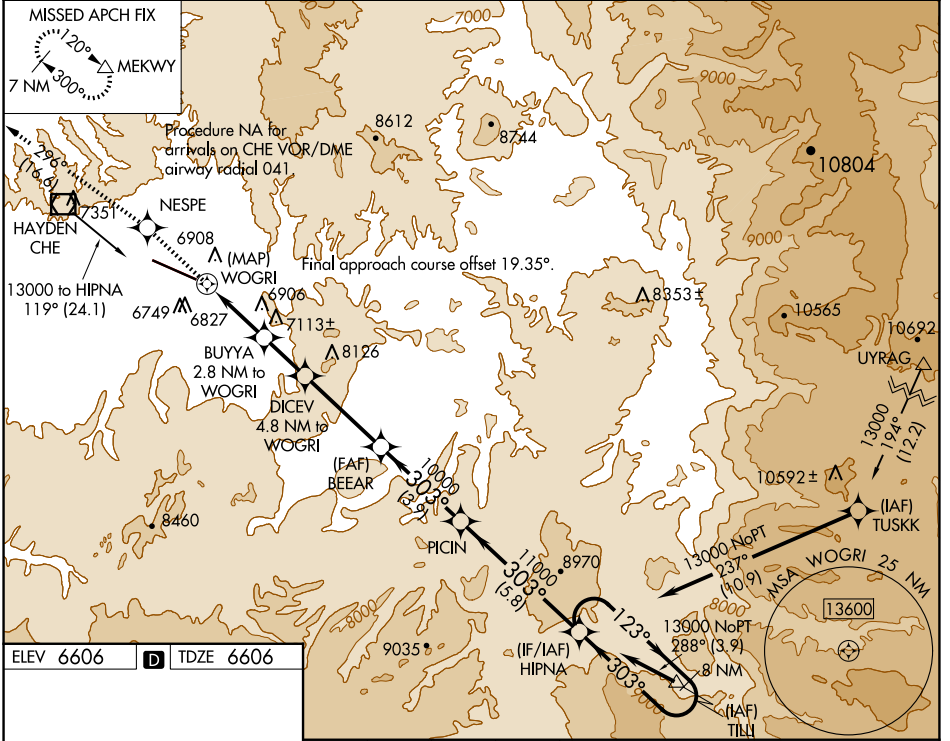 MISSED APCH FIX
120°
MEKWY
300°
7 NM
7000
9000
8612
8744
Procedure NA for
arrivals on CHE VOR/DME
airway radial 041.
10804
296°
(16.6)
7351
HAYDEN
CHE
NESPE
9000
6908
(MAP)
WOGRI
Final approach course offset 19.35°.
13000 to HIPNA
119° (24.1)
6749
6827
6906
7113±
8353±
10565
10692
UYRAG
BUYYA
2.8 NM to
WOGRI
8126
DICEV
4.8 NM to
WOGRI
13000
194°
(12.2)
(FAF)
BEEAR
10000
303°
(3.9)
10592±
(IAF)
TUSKK
8460
PICIN
13000 NoPT
237°
(10.9)
11000
303°
(5.8)
8970
MSA WOGRI 25 NM
13600
8000
8000
123°
13000 NoPT
288° (3.9)
8 NM
9035
(IF/IAF)
HIPNA
303°
(IAF)
TILLI
ELEV 6606 D TDZE 6606